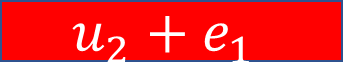 u₂ + e₁